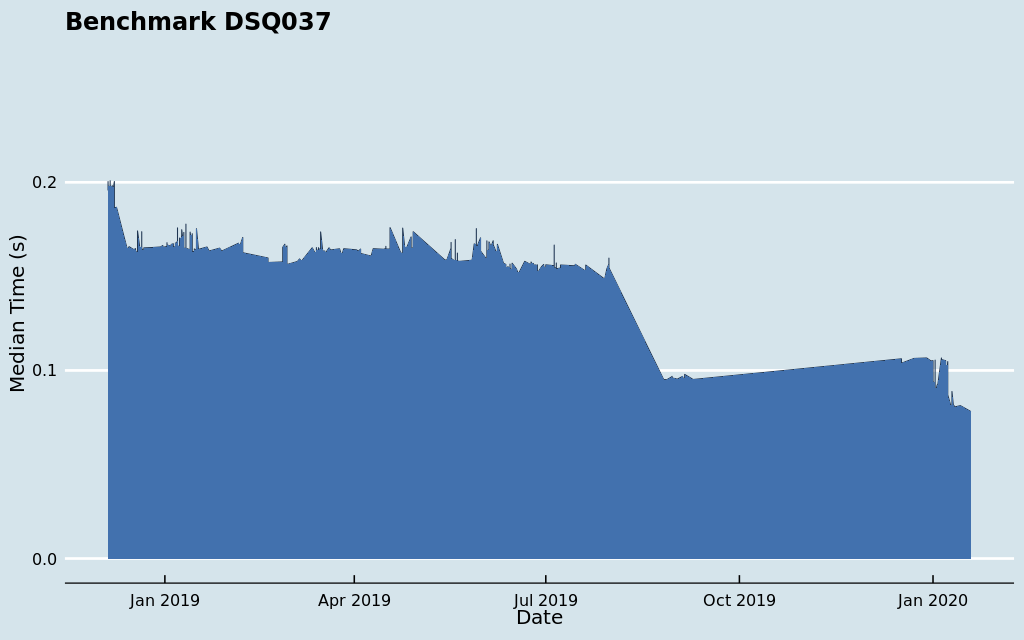 Benchmark DSQ037
Median Time (s)
0.2
0.1
0.0
Jan 2019
Apr 2019
Jul 2019
Oct 2019
Jan 2020
Date